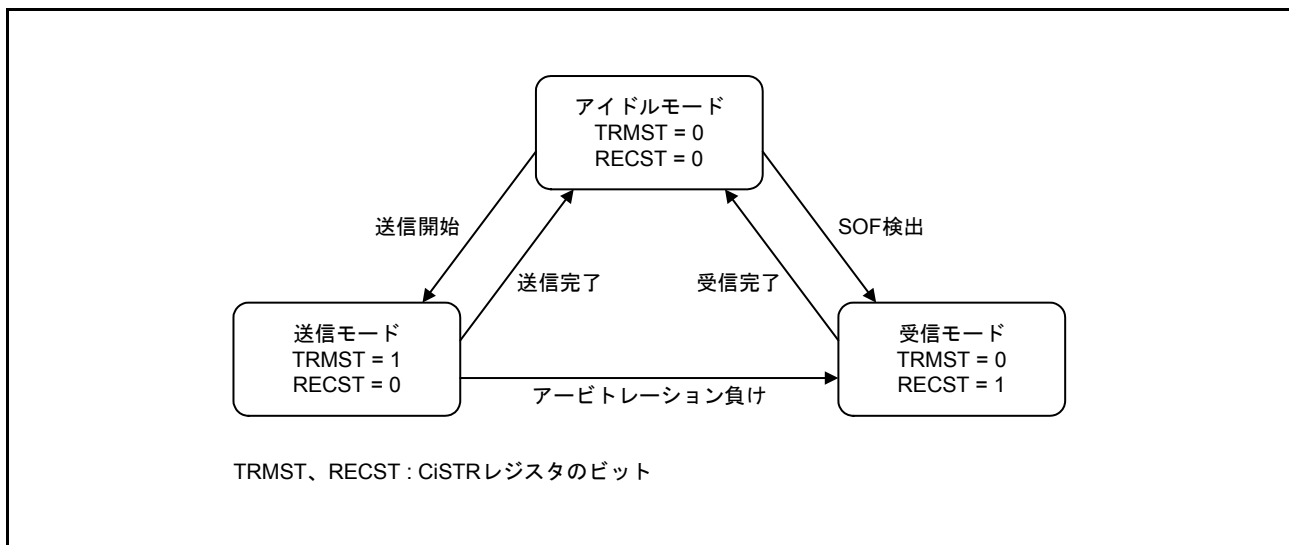 アイドルモード
TRMST = 0
RECST = 0
送信開始
SOF検出
送信完了
受信完了
送信モード
TRMST = 1
RECST = 0
受信モード
TRMST = 0
RECST = 1
アービトレーション負け
TRMST、RECST : CiSTRレジスタのビット